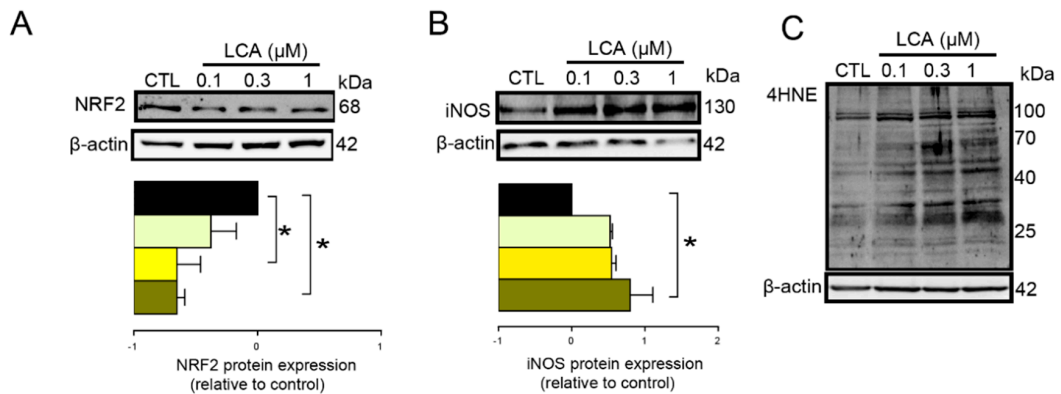 A
LCA (μM)
CTL 0.1 0.3 1 kDa
NRF2 68
β-actin 42
*
*
-1 0 1
NRF2 protein expression
(relative to control)
B
LCA (μM)
CTL 0.1 0.3 1 kDa
iNOS 130
β-actin 42
*
-1 0 1 2
iNOS protein expression
(relative to control)
C
LCA (μM)
CTL 0.1 0.3 1 kDa
4HNE
100
70
40
25
β-actin 42